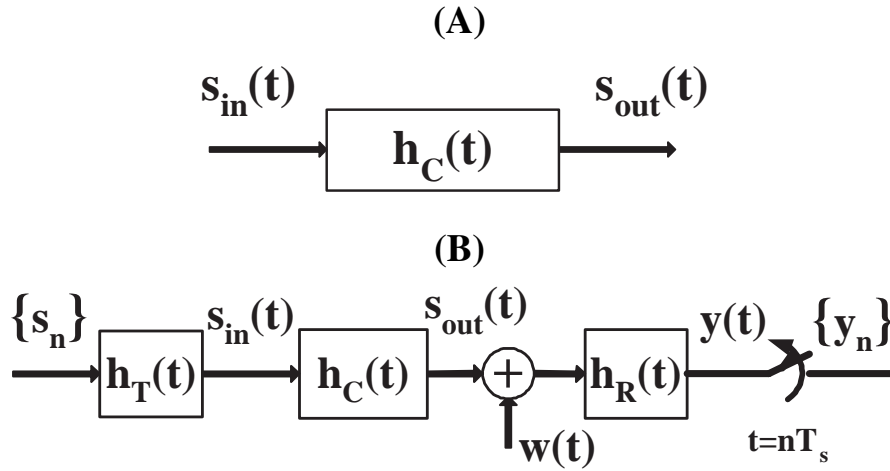 (A)
s_in(t) s_out(t)
h_C(t)
(B)
{s_n} s_in(t) s_out(t) y(t) {y_n}
h_T(t) h_C(t) + h_R(t)
w(t) t=nT_s